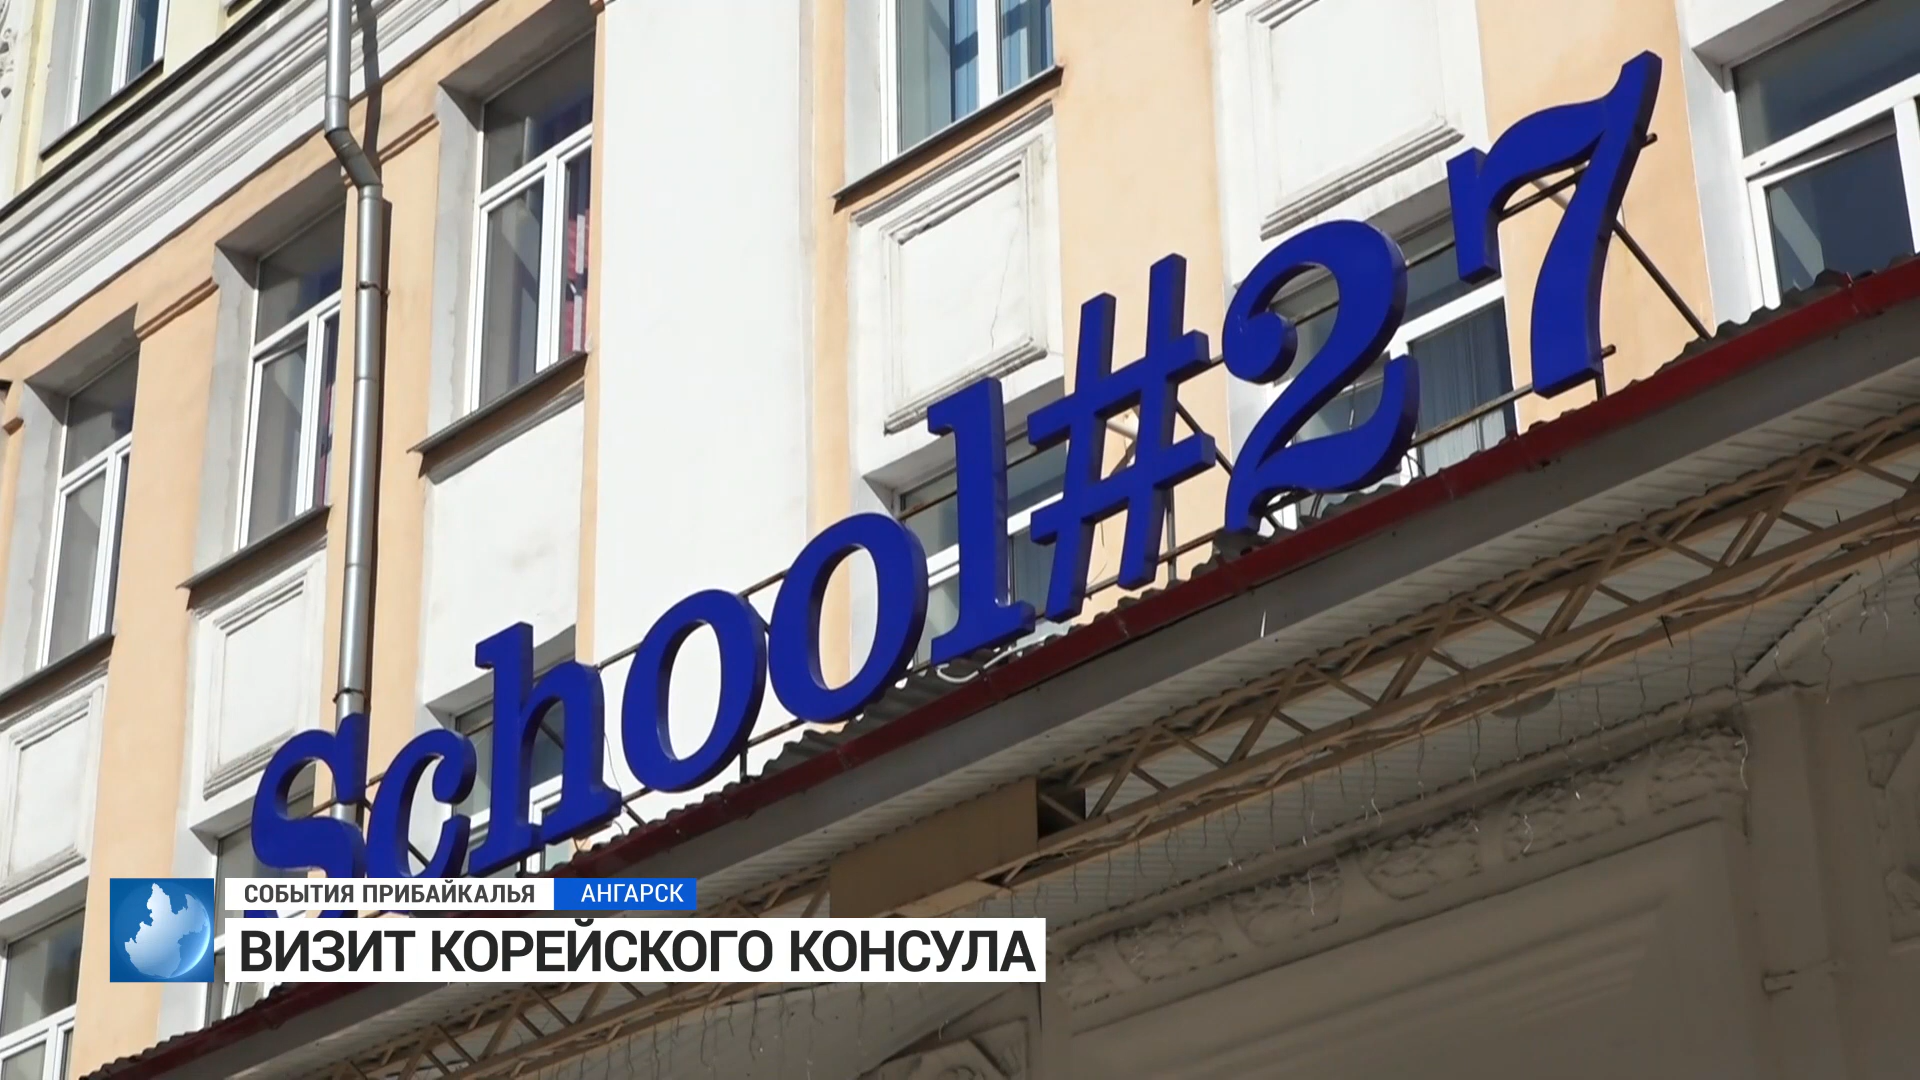 School#27
СОБЫТИЯ ПРИБАЙКАЛЬЯ
АНГАРСК
ВИЗИТ КОРЕЙСКОГО КОНСУЛА